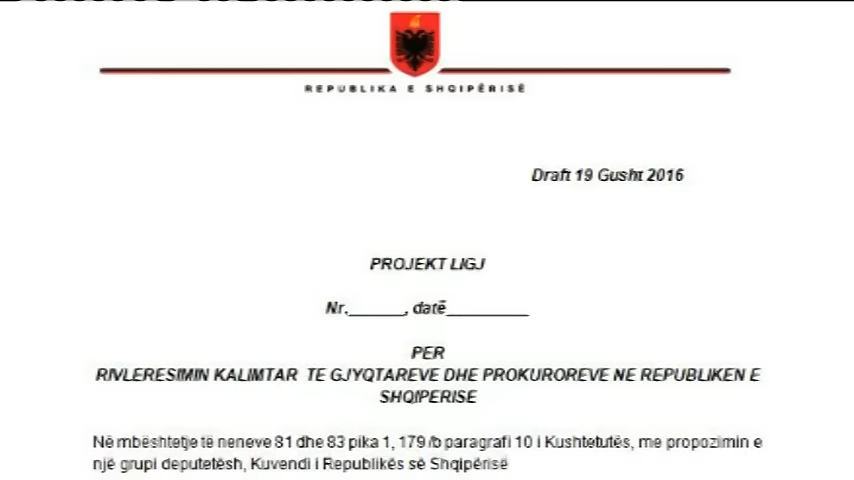 REPUBLIKA E SHQIPËRISË
Draft 19 Gusht 2016
PROJEKT LIGJ
Nr.______, datë_________
PER
RIVLERESIMIN KALIMTAR TE GJYQTAREVE DHE PROKUROREVE NE REPUBLIKEN E
SHQIPERISE
Në mbështetje të neneve 81 dhe 83 pika 1, 179 /b paragrafi 10 i Kushtetutës, me propozimin e
një grupi deputetësh, Kuvendi i Republikës së Shqipërisë